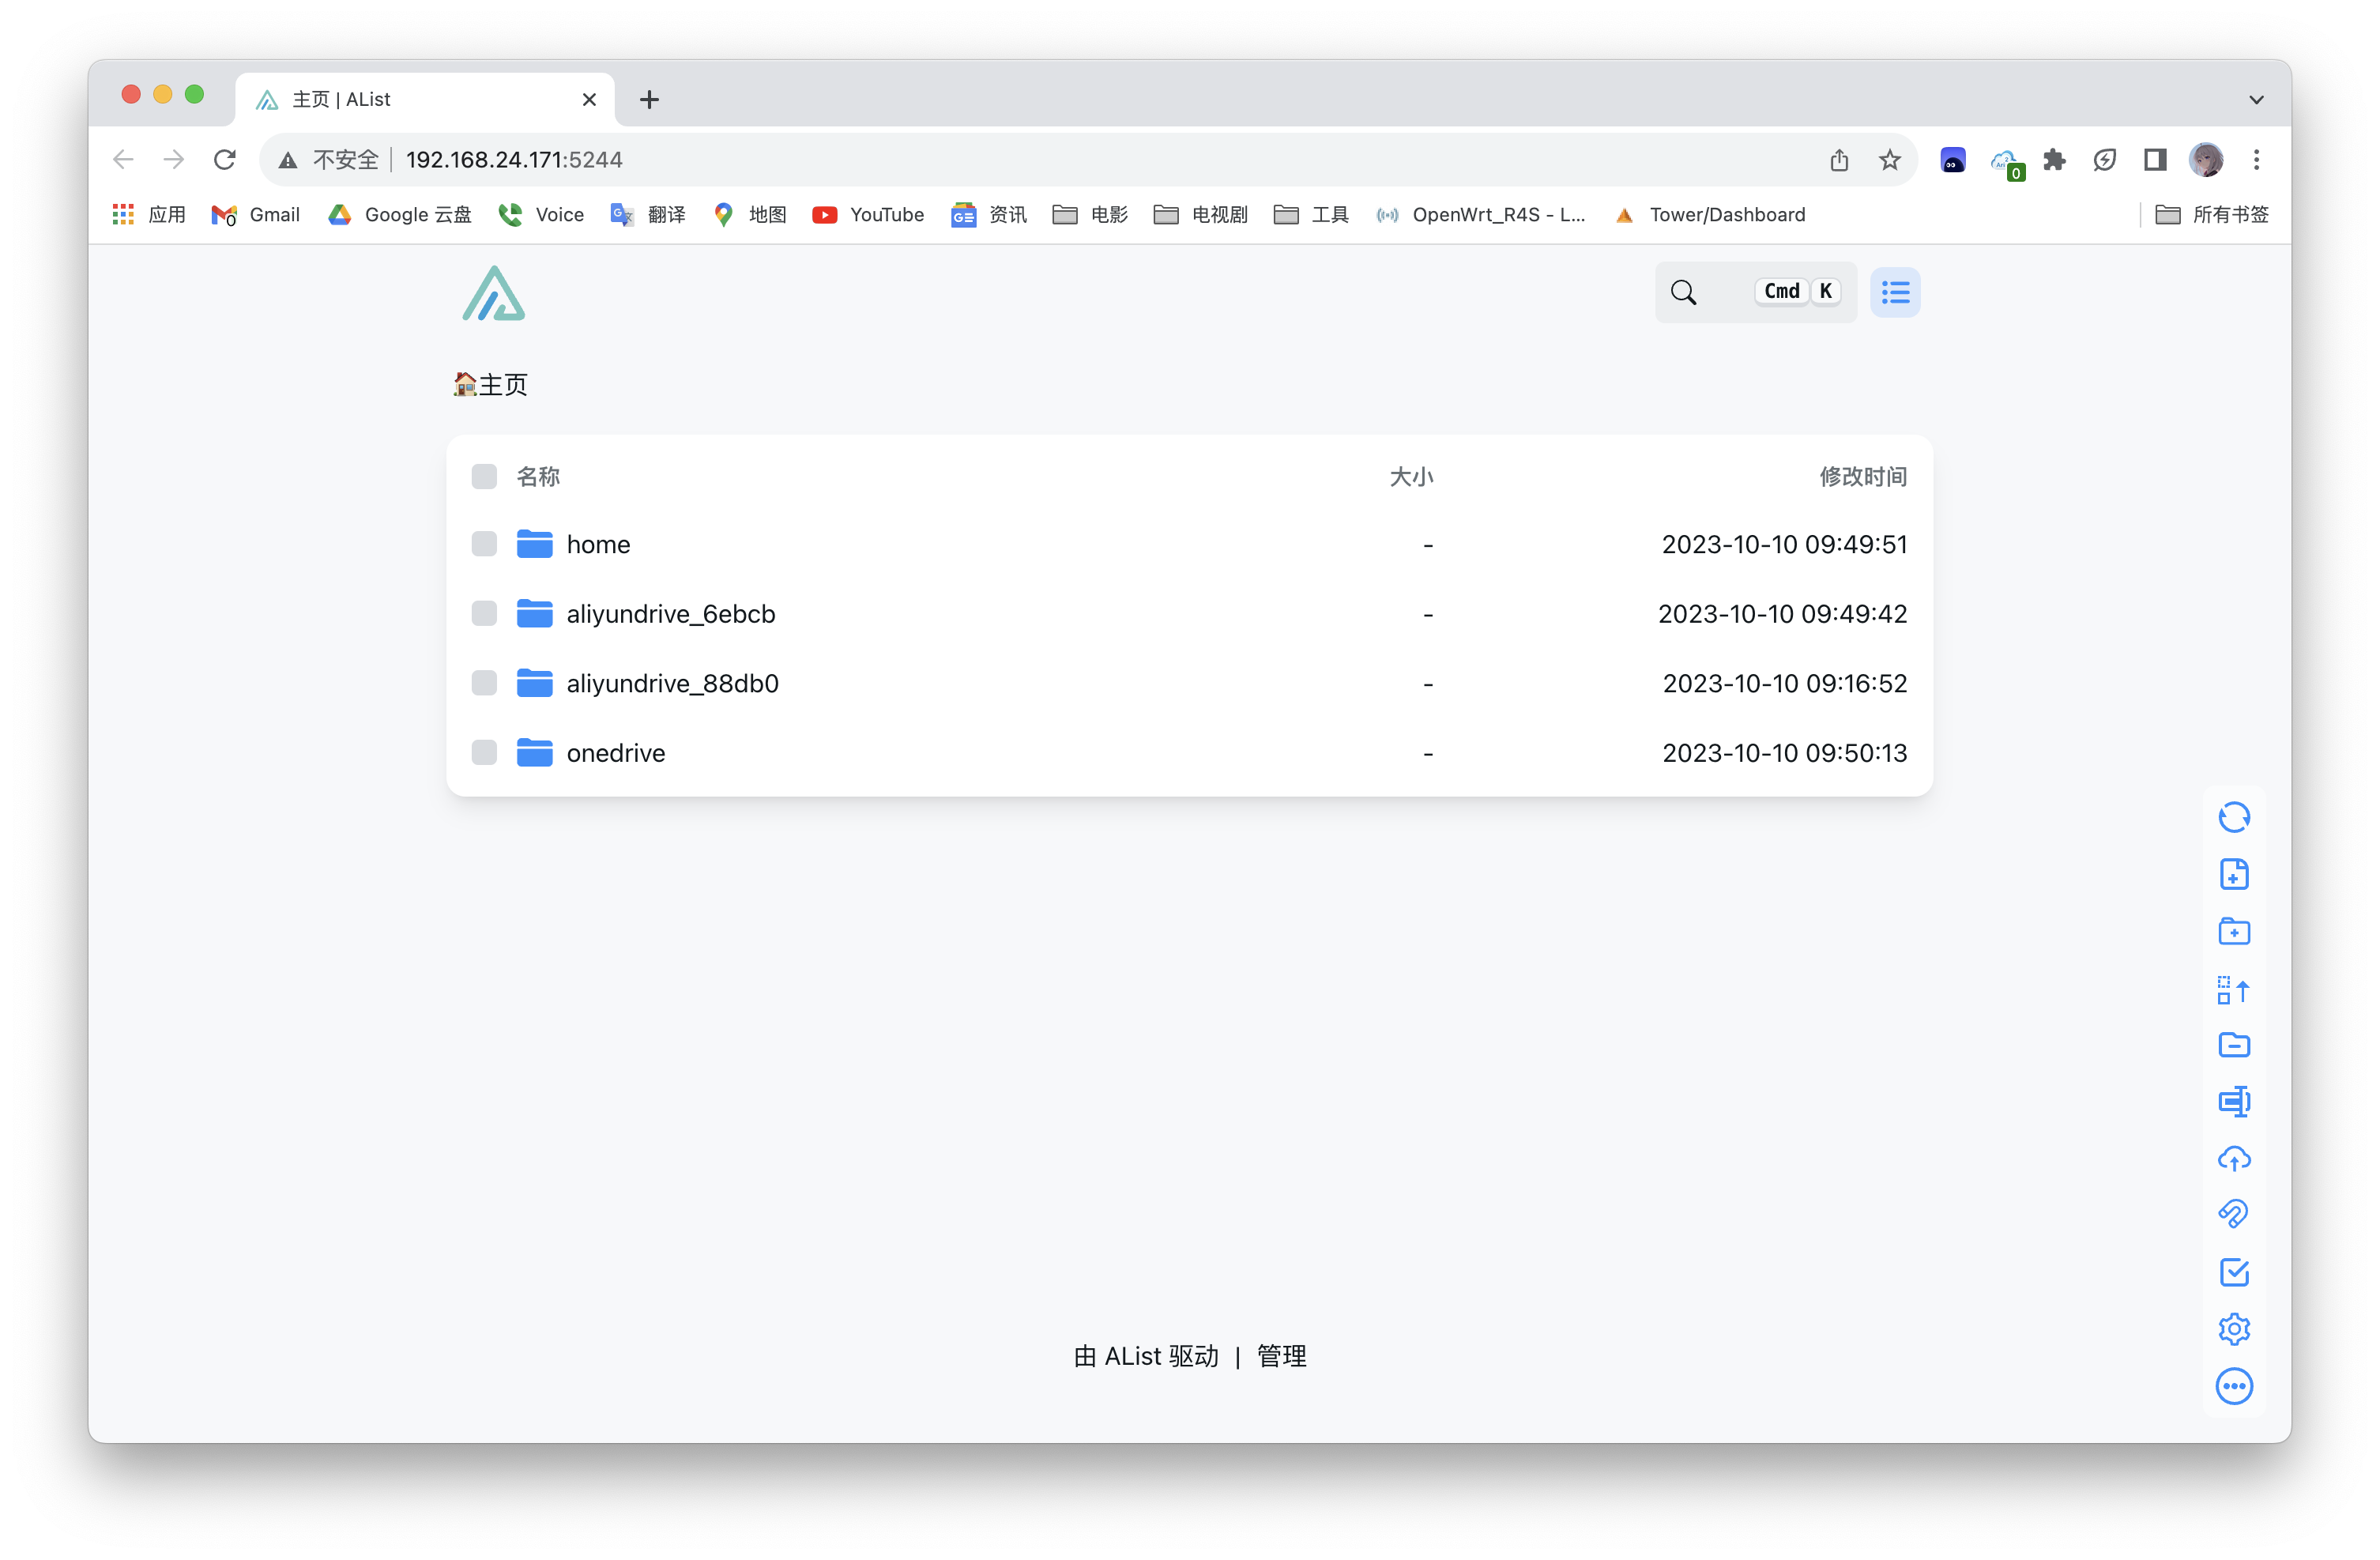 主页 | AList
不安全 | 192.168.24.171:5244
0
应用 Gmail Google 云盘 Voice 翻译 地图 YouTube 资讯 电影 电视剧 工具 OpenWrt_R4S - L... Tower/Dashboard 所有书签
Cmd K
主页
名称 大小 修改时间
home - 2023-10-10 09:49:51
aliyundrive_6ebcb - 2023-10-10 09:49:42
aliyundrive_88db0 - 2023-10-10 09:16:52
onedrive - 2023-10-10 09:50:13
由 AList 驱动 | 管理